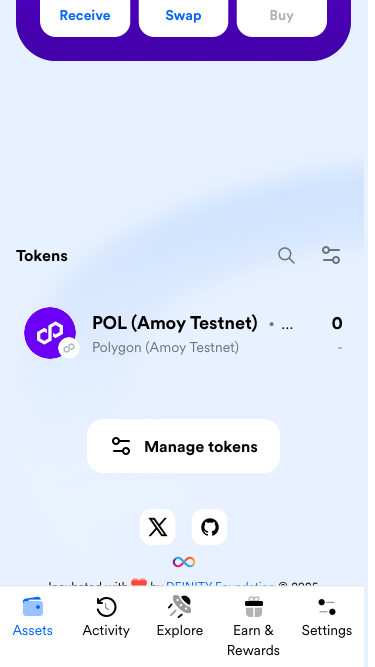 Receive Swap Buy
Tokens
POL (Amoy Testnet) • ... 0
Polygon (Amoy Testnet) -
Manage tokens
Incubated with ❤️ by DFINITY Foundation © 2025
Assets Activity Explore Earn & Rewards Settings